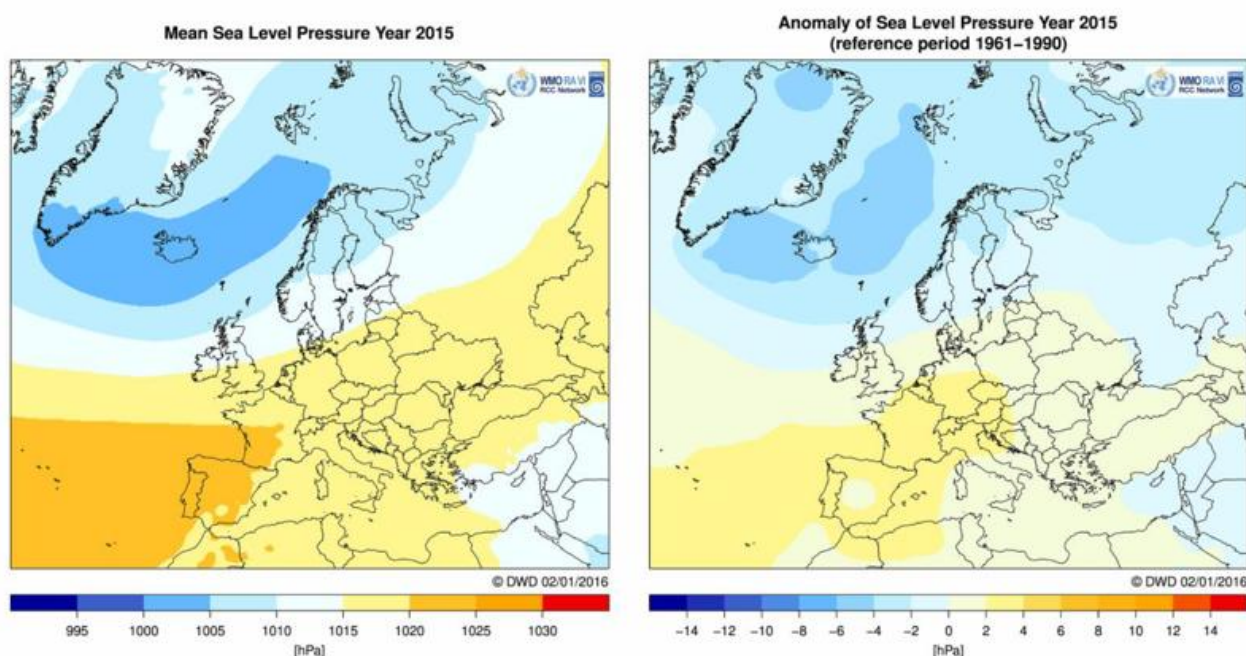 Mean Sea Level Pressure Year 2015
WMO RA VI
RCC Network
© DWD 02/01/2016
995 1000 1005 1010 1015 1020 1025 1030
[hPa]
Anomaly of Sea Level Pressure Year 2015
(reference period 1961−1990)
WMO RA VI
RCC Network
© DWD 02/01/2016
−14 −12 −10 −8 −6 −4 −2 0 2 4 6 8 10 12 14
[hPa]